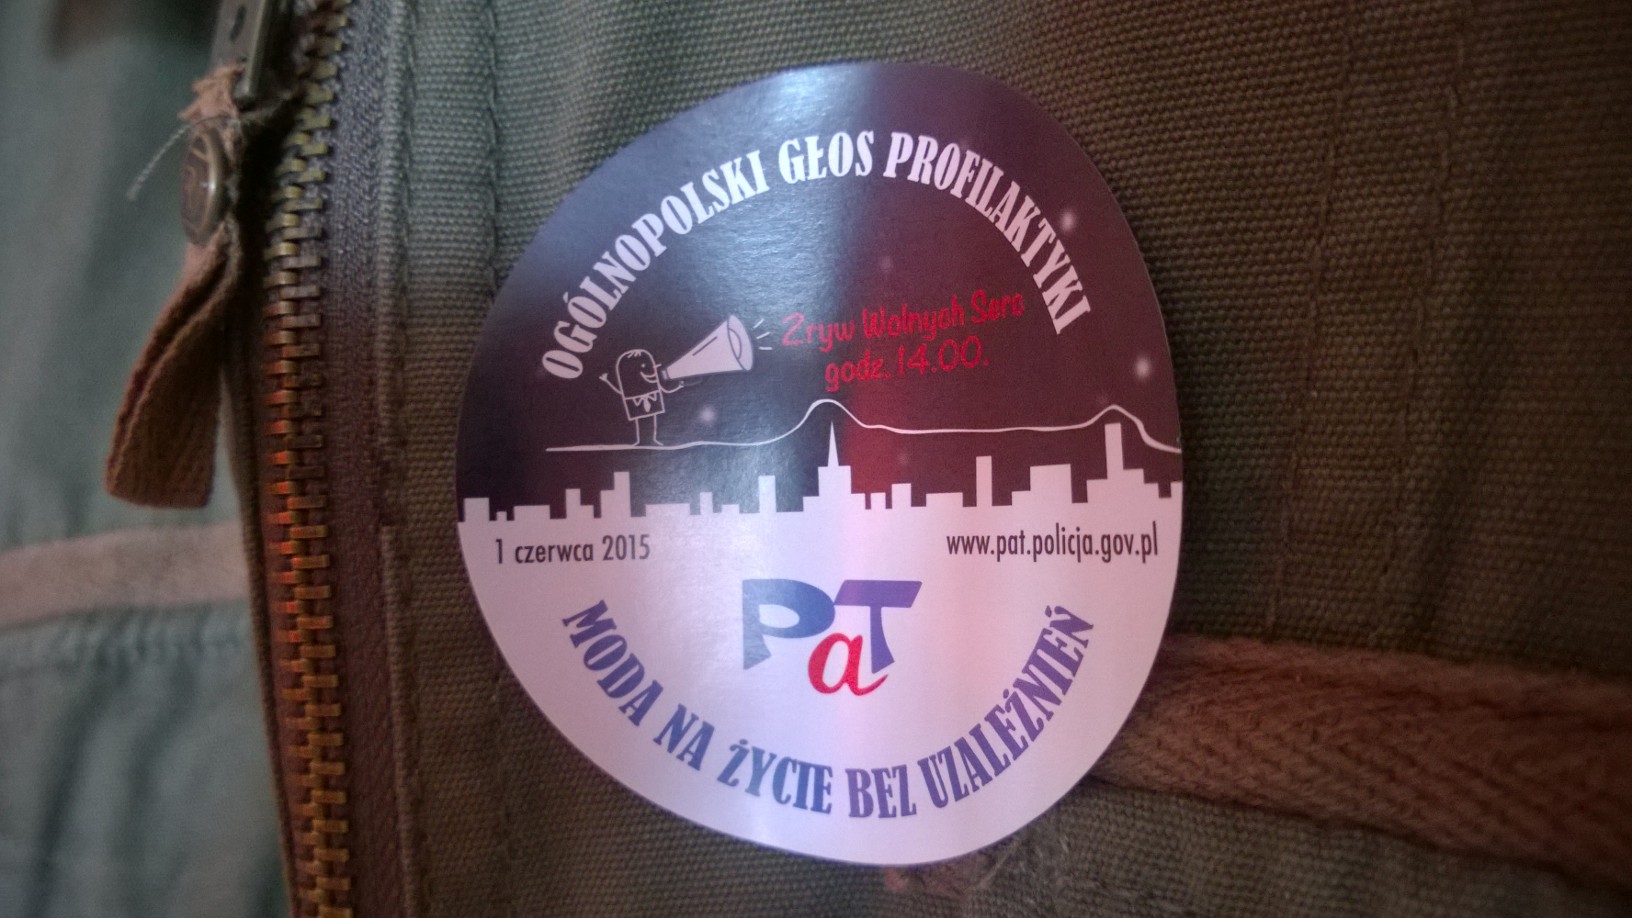 OGÓLNOPOLSKI GŁOS PROFILAKTYKI
Zryw Wolnych Serc
godz. 14.00.
1 czerwca 2015
www.pat.policja.gov.pl
PaT
MODA NA ŻYCIE BEZ UZALEŻNIEŃ